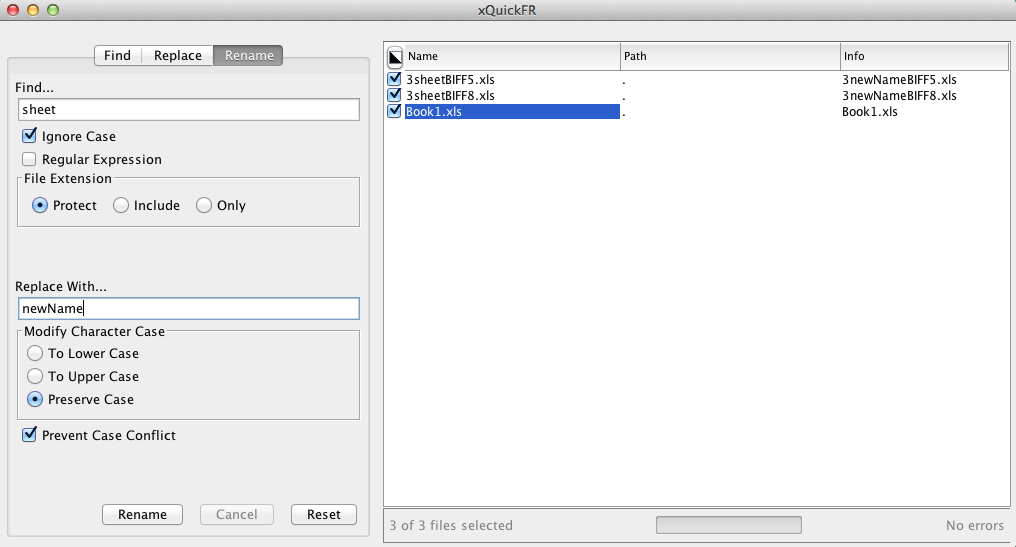 xQuickFR
Find Replace Rename
Find...
sheet
Ignore Case
Regular Expression
File Extension
Protect Include Only
Replace With...
newName
Modify Character Case
To Lower Case
To Upper Case
Preserve Case
Prevent Case Conflict
Rename Cancel Reset
Name Path Info
3sheetBIFF5.xls . 3newNameBIFF5.xls
3sheetBIFF8.xls . 3newNameBIFF8.xls
Book1.xls . Book1.xls
3 of 3 files selected No errors